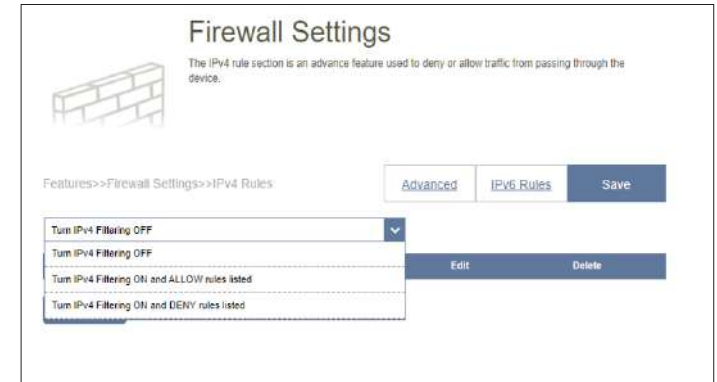 Firewall Settings
The IPv4 rule section is an advance feature used to deny or allow traffic from passing through the
device.
Features>>Firewall Settings>>IPv4 Rules
Advanced
IPv6 Rules
Save
Turn IPv4 Filtering OFF
Turn IPv4 Filtering OFF
Edit
Delete
Turn IPv4 Filtering ON and ALLOW rules listed
Turn IPv4 Filtering ON and DENY rules listed